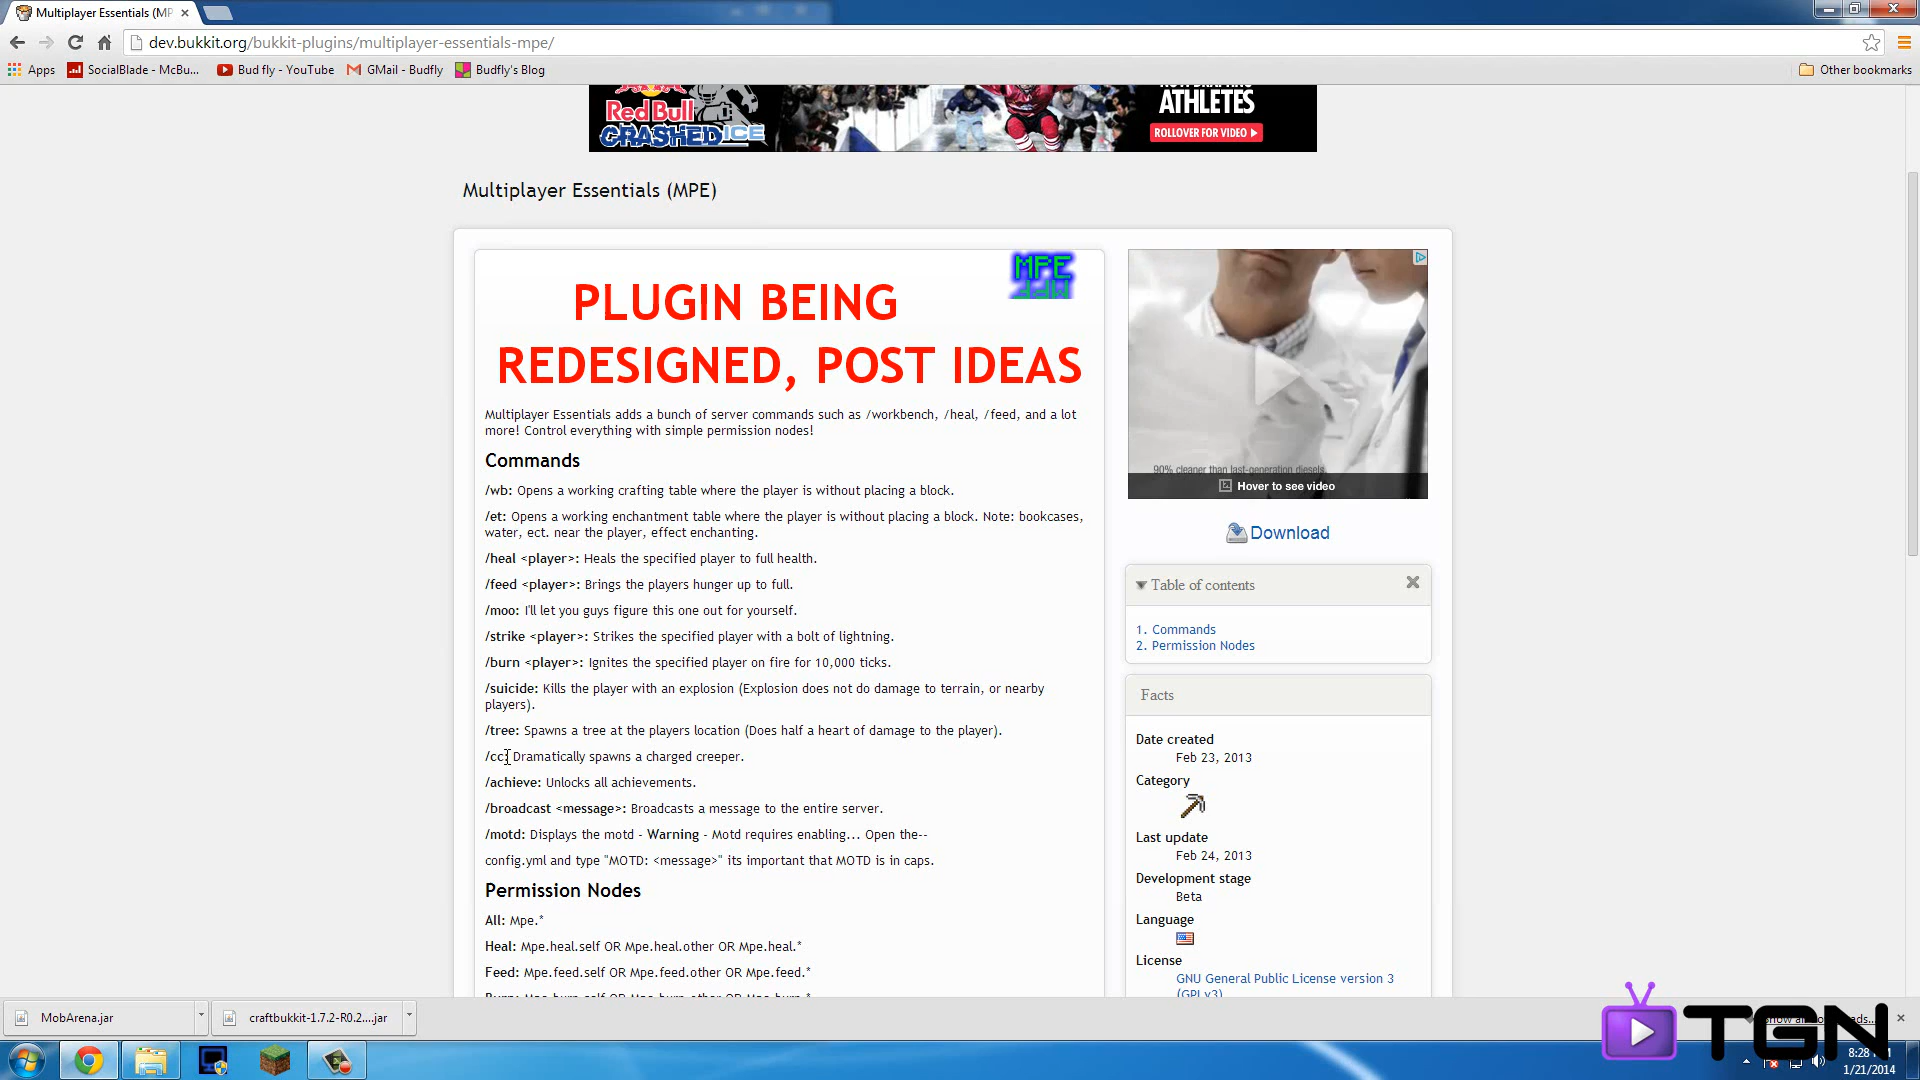 Multiplayer Essentials (MP
dev.bukkit.org/bukkit-plugins/multiplayer-essentials-mpe/
Apps
SocialBlade - McBu...
Bud fly - YouTube
GMail - Budfly
Budfly's Blog
Other bookmarks
Red Bull
CRASHED ICE
ATHLETES
ROLLOVER FOR VIDEO
Multiplayer Essentials (MPE)
MPE
PLUGIN BEING
REDESIGNED, POST IDEAS
Multiplayer Essentials adds a bunch of server commands such as /workbench, /heal, /feed, and a lot
more! Control everything with simple permission nodes!
Commands
/wb: Opens a working crafting table where the player is without placing a block.
/et: Opens a working enchantment table where the player is without placing a block. Note: bookcases,
water, ect. near the player, effect enchanting.
/heal <player>: Heals the specified player to full health.
/feed <player>: Brings the players hunger up to full.
/moo: I'll let you guys figure this one out for yourself.
/strike <player>: Strikes the specified player with a bolt of lightning.
/burn <player>: Ignites the specified player on fire for 10,000 ticks.
/suicide: Kills the player with an explosion (Explosion does not do damage to terrain, or nearby
players).
/tree: Spawns a tree at the players location (Does half a heart of damage to the player).
/cc: Dramatically spawns a charged creeper.
/achieve: Unlocks all achievements.
/broadcast <message>: Broadcasts a message to the entire server.
/motd: Displays the motd - Warning - Motd requires enabling... Open the--
config.yml and type "MOTD: <message>" its important that MOTD is in caps.
Permission Nodes
All: Mpe.*
Heal: Mpe.heal.self OR Mpe.heal.other OR Mpe.heal.*
Feed: Mpe.feed.self OR Mpe.feed.other OR Mpe.feed.*
Burn: Mpe.burn.self OR Mpe.burn.other OR Mpe.burn.*
90% cleaner than last-generation diesels.
Hover to see video
Download
Table of contents
1. Commands
2. Permission Nodes
Facts
Date created
Feb 23, 2013
Category
Last update
Feb 24, 2013
Development stage
Beta
Language
License
GNU General Public License version 3
(GPLv3)
MobArena.jar
craftbukkit-1.7.2-R0.2....jar
TGN
8:28
1/21/2014